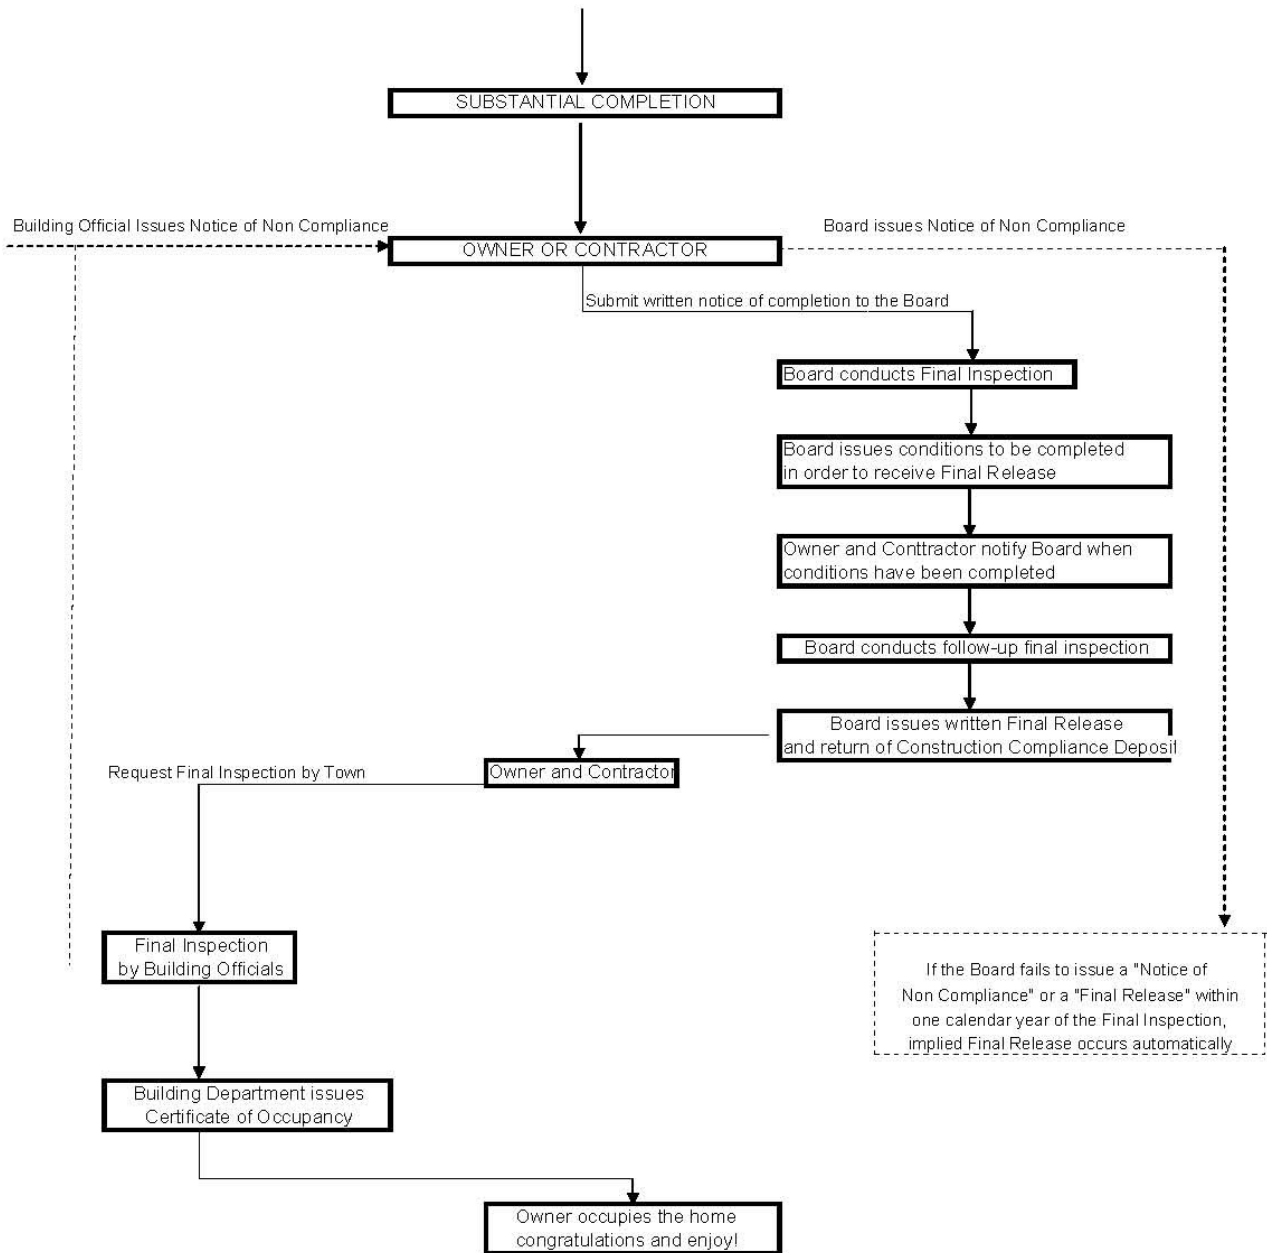 SUBSTANTIAL COMPLETION
Building Official Issues Notice of Non Compliance
Board issues Notice of Non Compliance
OWNER OR CONTRACTOR
Submit written notice of completion to the Board
Board conducts Final Inspection
Board issues conditions to be completed
in order to receive Final Release
Owner and Conttractor notify Board when
conditions have been completed
Board conducts follow-up final inspection
Board issues written Final Release
and return of Construction Compliance Deposit
Owner and Contractor
Request Final Inspection by Town
Final Inspection
by Building Officials
If the Board fails to issue a "Notice of
Non Compliance" or a "Final Release" within
one calendar year of the Final Inspection,
implied Final Release occurs automatically
Building Department issues
Certificate of Occupancy
Owner occupies the home
congratulations and enjoy!